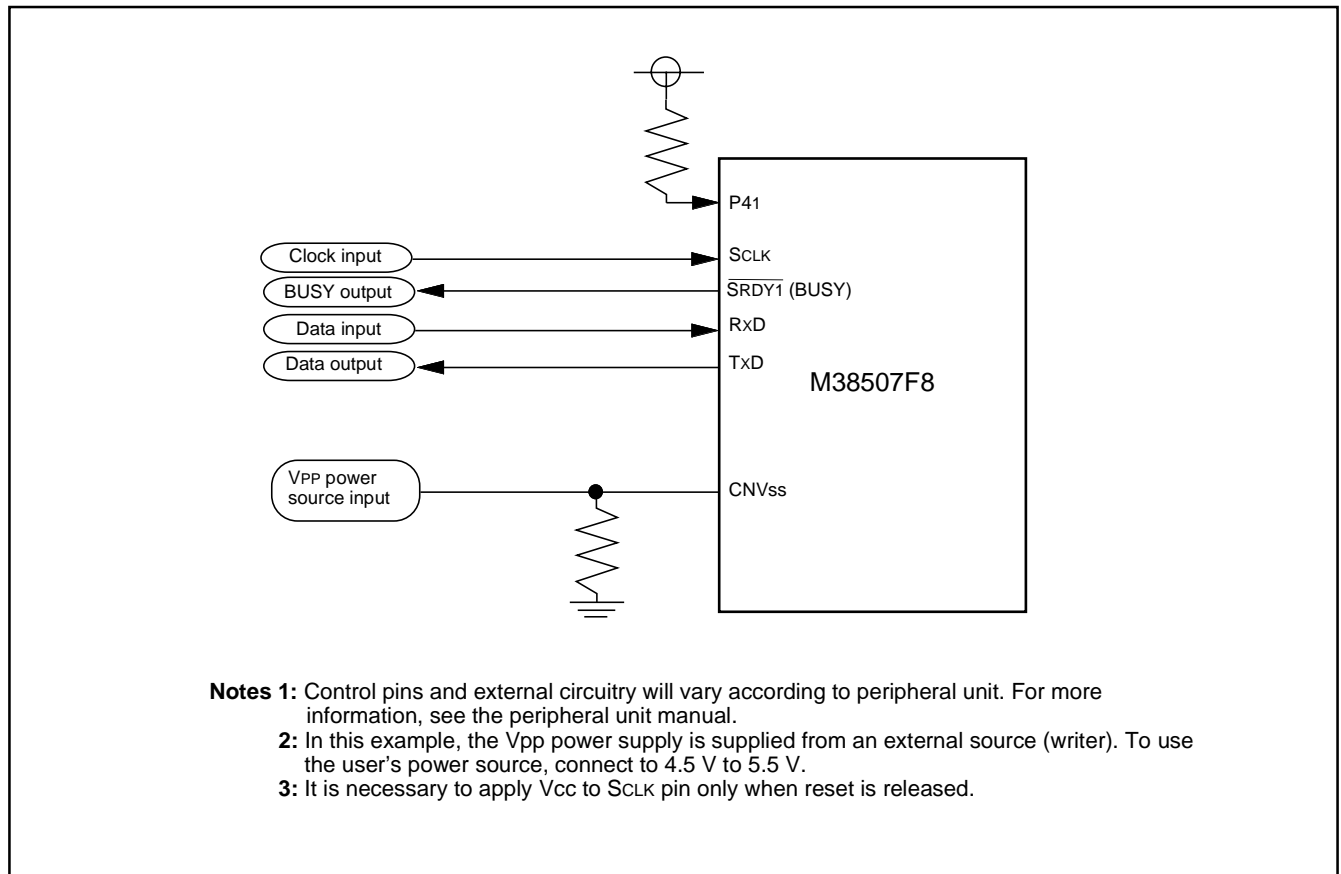 P41
Clock input
SCLK
BUSY output
SRDY1 (BUSY)
Data input
RxD
Data output
TxD
M38507F8
VPP power
source input
CNVss
Notes 1: Control pins and external circuitry will vary according to peripheral unit. For more
information, see the peripheral unit manual.
2: In this example, the Vpp power supply is supplied from an external source (writer). To use
the user's power source, connect to 4.5 V to 5.5 V.
3: It is necessary to apply Vcc to SCLK pin only when reset is released.